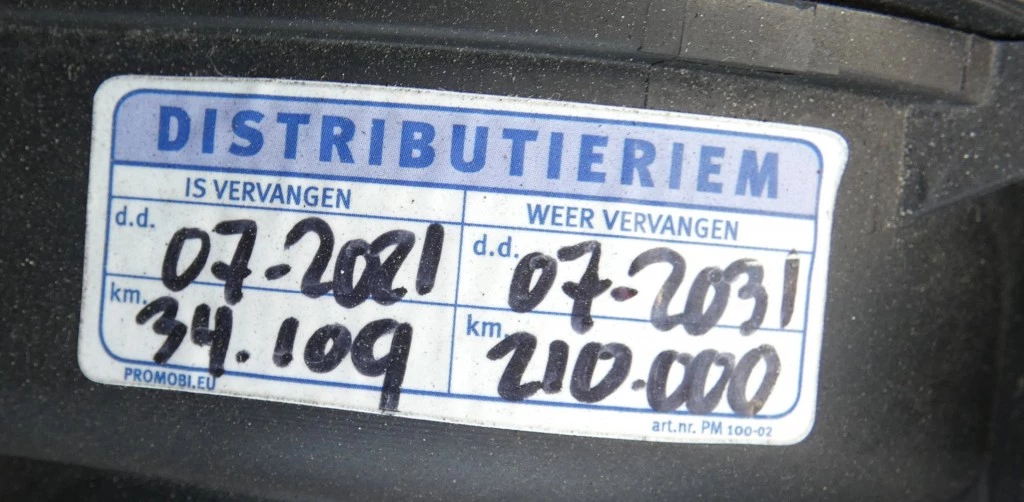 DISTRIBUTIERIEM
IS VERVANGEN
d.d. 07-2021
km. 34.109
WEER VERVANGEN
d.d. 07-2031
km. 210.000
PROMOBI.EU
art.nr. PM 100-02